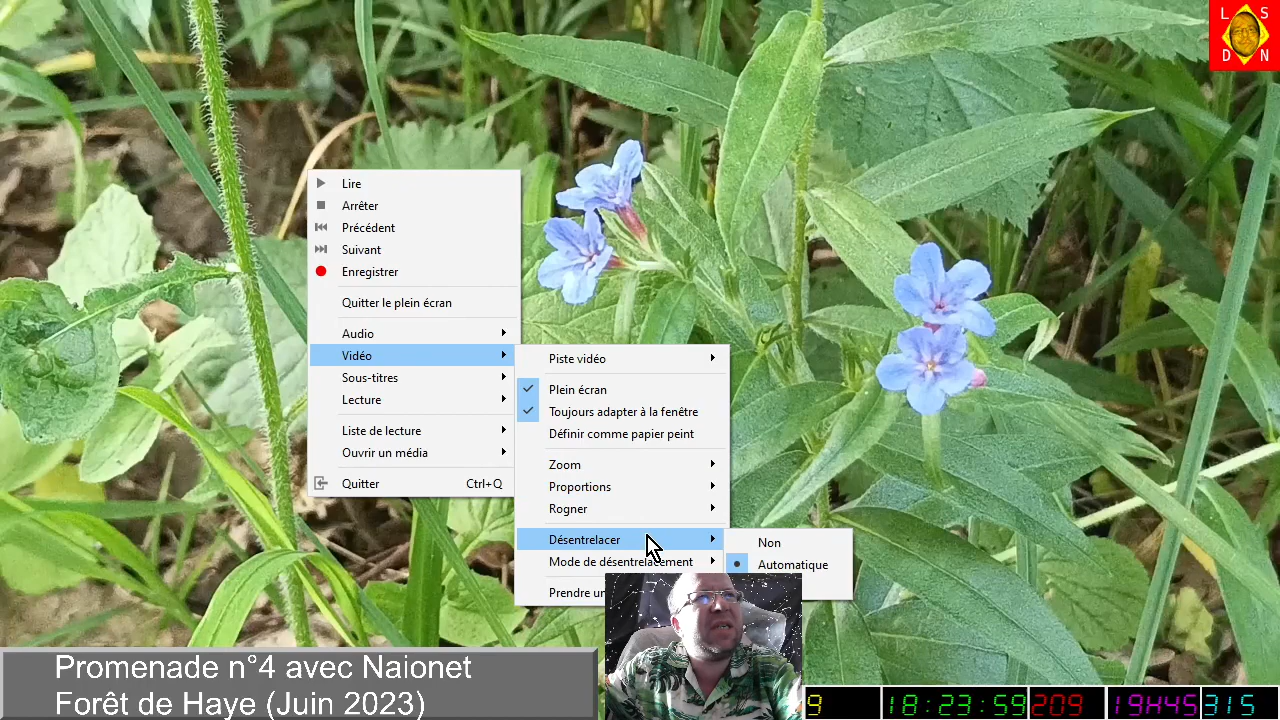 L S
D N
Lire
Arrêter
Précédent
Suivant
Enregistrer
Quitter le plein écran
Audio
Vidéo
Sous-titres
Lecture
Liste de lecture
Ouvrir un média
Quitter Ctrl+Q
Piste vidéo
Plein écran
Toujours adapter à la fenêtre
Définir comme papier peint
Zoom
Proportions
Rogner
Désentrelacer
Mode de désentrelacement
Prendre un
Non
Automatique
Promenade n°4 avec Naionet
Forêt de Haye (Juin 2023)
9 18:23:59 209 19H45 315